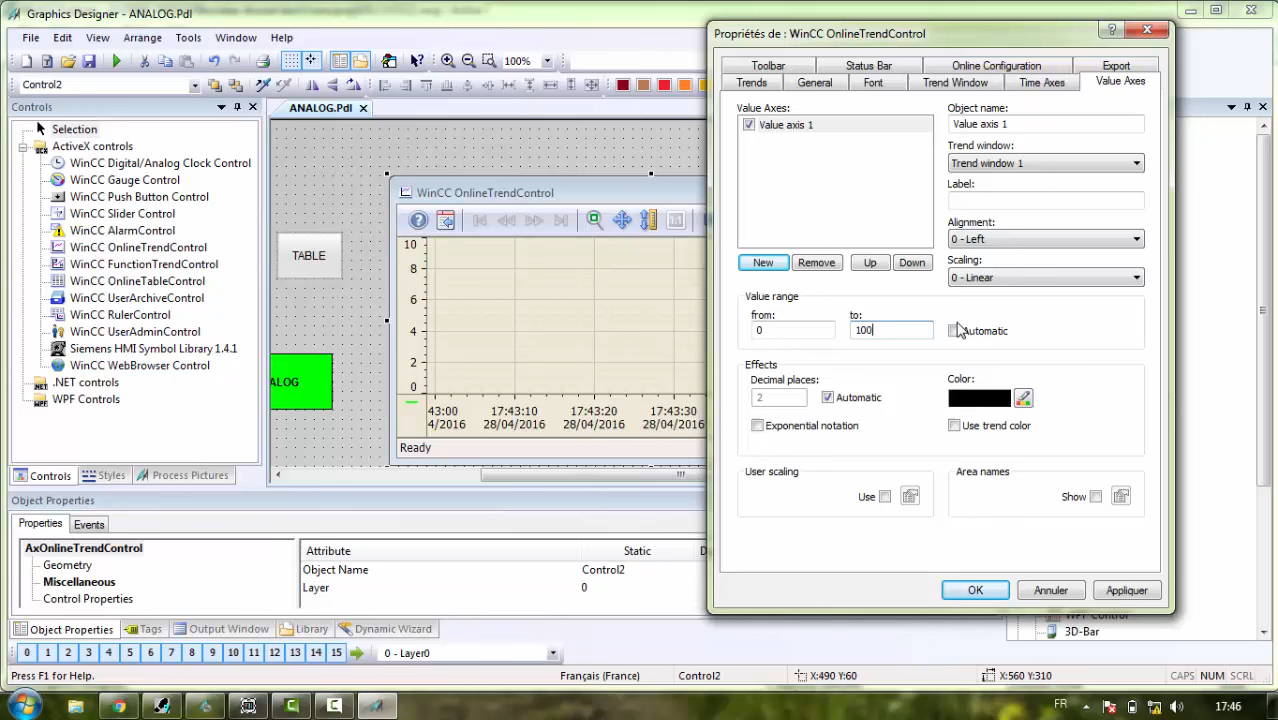 Graphics Designer - ANALOG.Pdl
File Edit View Arrange Tools Window Help
100%
Control2
Controls
Selection
ActiveX controls
WinCC Digital/Analog Clock Control
WinCC Gauge Control
WinCC Push Button Control
WinCC Slider Control
WinCC AlarmControl
WinCC OnlineTrendControl
WinCC FunctionTrendControl
WinCC OnlineTableControl
WinCC UserArchiveControl
WinCC RulerControl
WinCC UserAdminControl
Siemens HMI Symbol Library 1.4.1
WinCC WebBrowser Control
.NET controls
WPF Controls
Controls Styles Process Pictures
ANALOG.Pdl
TABLE
ALOG
WinCC OnlineTrendControl
10
8
6
4
2
0
43:00 17:43:10 17:43:20 17:43:30
4/2016 28/04/2016 28/04/2016 28/04/2016
Ready
Propriétés de : WinCC OnlineTrendControl
Toolbar Status Bar Online Configuration Export
Trends General Font Trend Window Time Axes Value Axes
Value Axes:
Value axis 1
New Remove Up Down
Object name:
Value axis 1
Trend window:
Trend window 1
Label:
Alignment:
0 - Left
Scaling:
0 - Linear
Value range
from: to:
0 100 Automatic
Effects
Decimal places:
2 Automatic
Exponential notation
Color:
Use trend color
User scaling
Use
Area names
Show
OK Annuler Appliquer
Object Properties
Properties Events
AxOnlineTrendControl
Geometry
Miscellaneous
Control Properties
Attribute Static
Object Name Control2
Layer 0
Object Properties Tags Output Window Library Dynamic Wizard
0 1 2 3 4 5 6 7 8 9 10 11 12 13 14 15 0 - Layer0
3D-Bar
Press F1 for Help. Français (France) Control2 X:490 Y:60 X:560 Y:310 CAPS NUM SCRL
FR 17:46